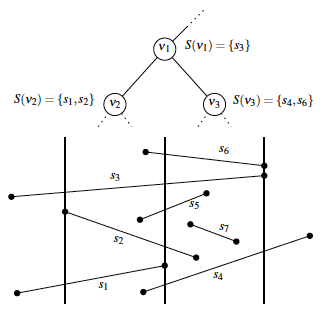 v₁ S(v₁) = {s₃}
S(v₂) = {s₁,s₂} v₂ v₃ S(v₃) = {s₄,s₆}
s₆
s₃
s₅
s₇
s₂
s₄
s₁